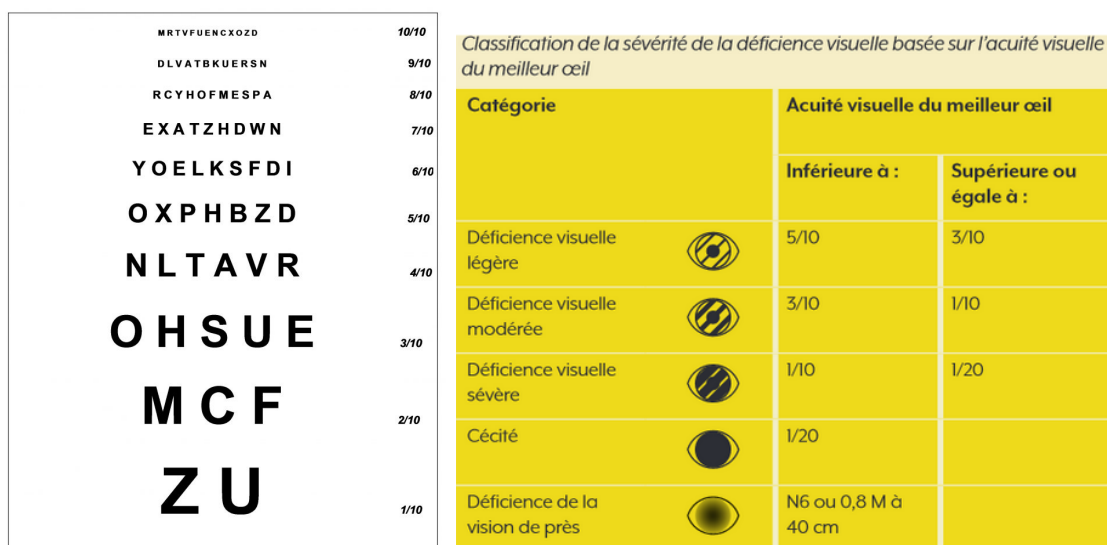 MRTVFUENCXOZD 10/10
DLVATBKUERSN 9/10
RCYHOFMESPA 8/10
EXATZHDWN 7/10
YOELKSFDI 6/10
OXPHBZD 5/10
NLTAVR 4/10
OHSUE 3/10
MCF 2/10
ZU 1/10
Classification de la sévérité de la déficience visuelle basée sur l'acuité visuelle
du meilleur œil
Catégorie
Acuité visuelle du meilleur œil
Inférieure à :
Supérieure ou
égale à :
Déficience visuelle
légère
5/10
3/10
Déficience visuelle
modérée
3/10
1/10
Déficience visuelle
sévère
1/10
1/20
Cécité
1/20
Déficience de la
vision de près
N6 ou 0,8 M à
40 cm